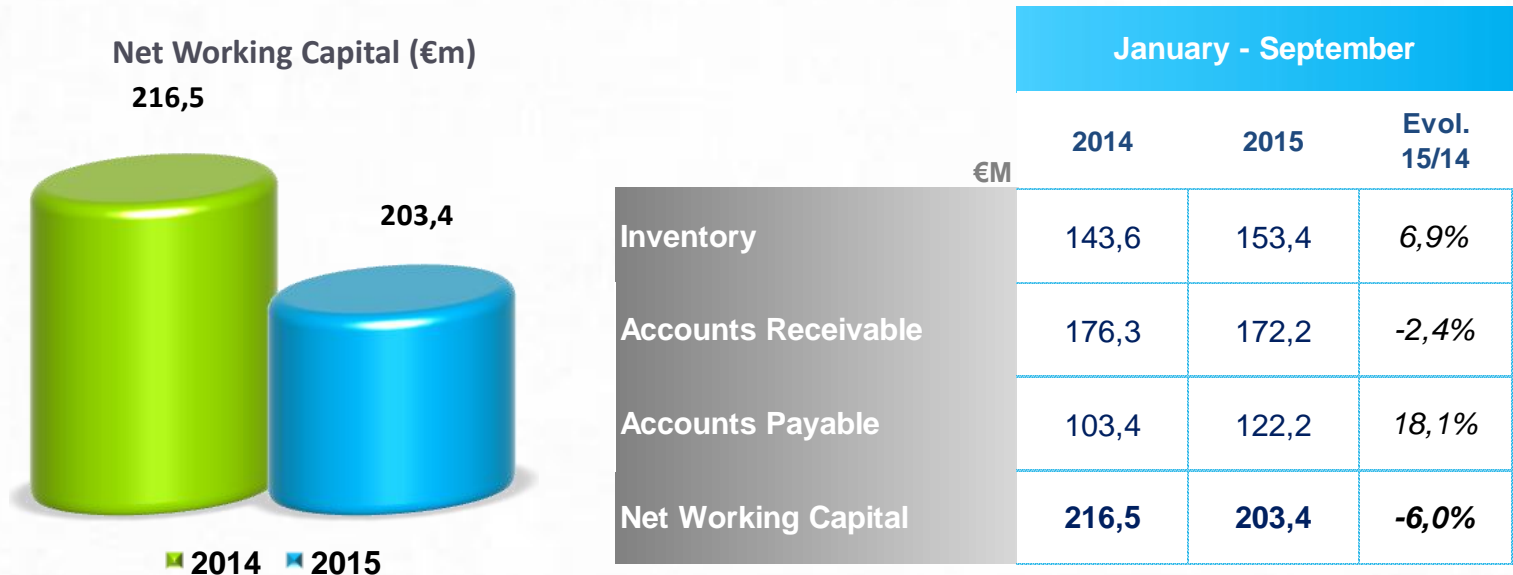 Net Working Capital (€m)
216,5
203,4
2014 2015
January - September
€M 2014 2015 Evol. 15/14
Inventory 143,6 153,4 6,9%
Accounts Receivable 176,3 172,2 -2,4%
Accounts Payable 103,4 122,2 18,1%
Net Working Capital 216,5 203,4 -6,0%